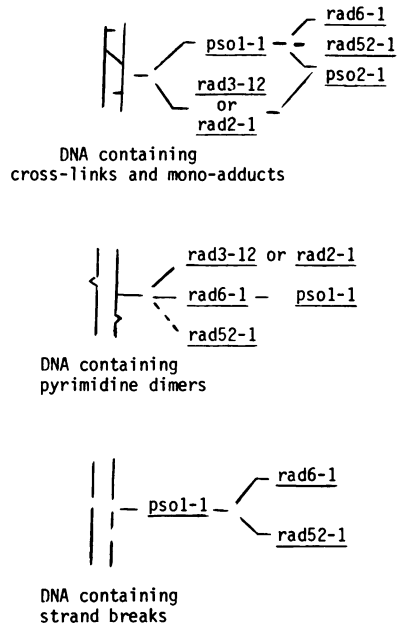 rad6-1
pso1-1
rad52-1
pso2-1
rad3-12
or
rad2-1
DNA containing
cross-links and mono-adducts
rad3-12 or rad2-1
rad6-1
pso1-1
rad52-1
DNA containing
pyrimidine dimers
rad6-1
pso1-1
rad52-1
DNA containing
strand breaks